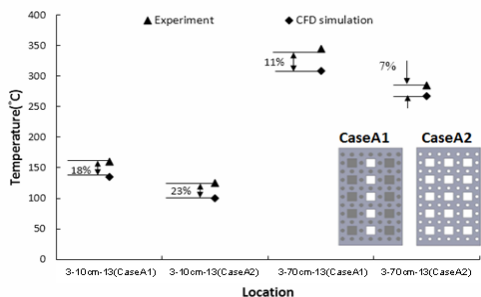 ▲ Experiment ◆ CFD simulation
Temperature(˚C)
400
350
300
250
200
150
100
50
0
18%
23%
11%
7%
CaseA1 CaseA2
3-10cm-13(CaseA1) 3-10cm-13(CaseA2) 3-70cm-13(CaseA1) 3-70cm-13(CaseA2)
Location